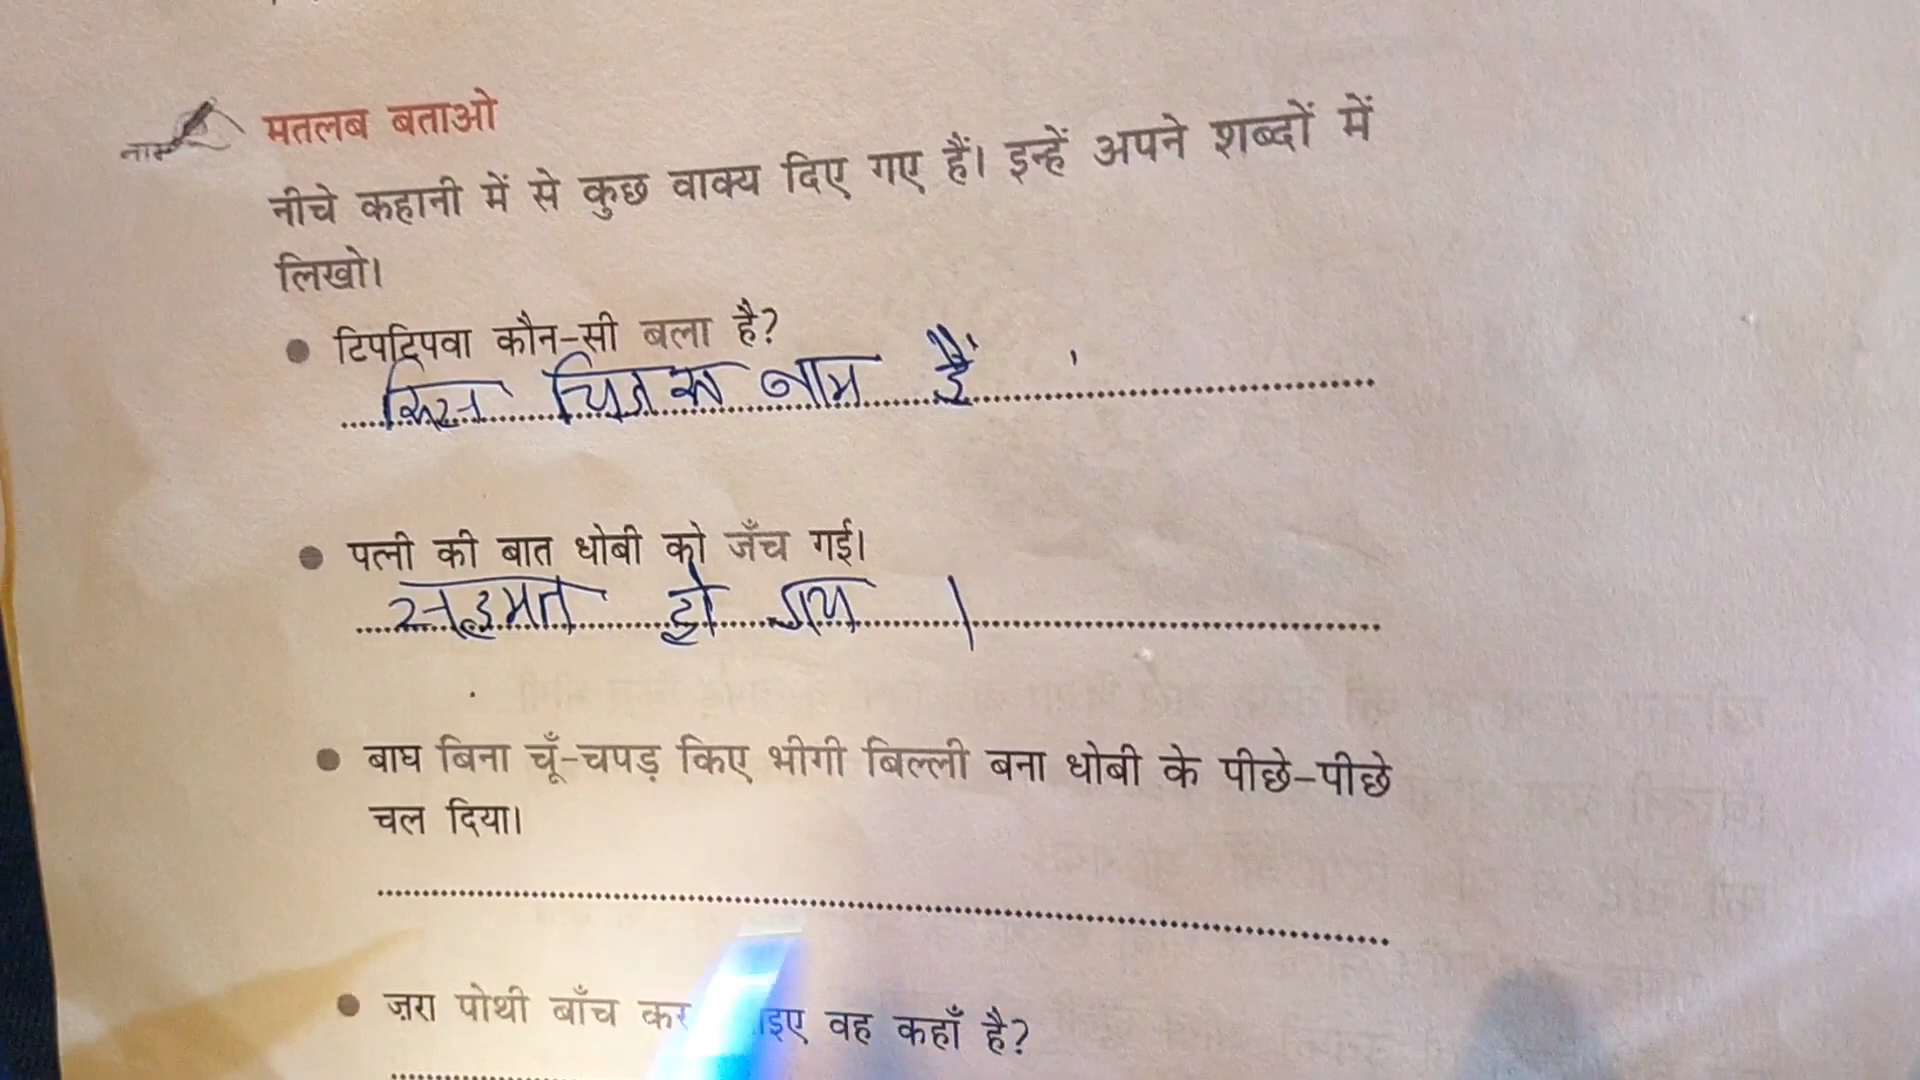 मतलब बताओ
नीचे कहानी में से कुछ वाक्य दिए गए हैं। इन्हें अपने शब्दों में
लिखो।
● टिपटिपवा कौन-सी बला है?
किस चिज का नाम हैं
● पत्नी की बात धोबी को जँच गई।
सहमत हो गय |
● बाघ बिना चूँ-चपड़ किए भीगी बिल्ली बना धोबी के पीछे-पीछे
चल दिया।
● ज़रा पोथी बाँच कर वह कहाँ है?